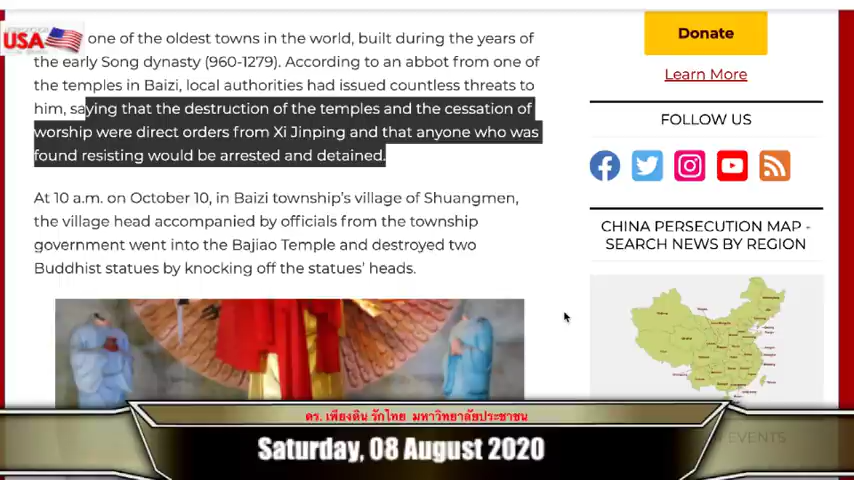 USA
one of the oldest towns in the world, built during the years of
the early Song dynasty (960-1279). According to an abbot from one of
the temples in Baizi, local authorities had issued countless threats to
him, saying that the destruction of the temples and the cessation of
worship were direct orders from Xi Jinping and that anyone who was
found resisting would be arrested and detained.
At 10 a.m. on October 10, in Baizi township's village of Shuangmen,
the village head accompanied by officials from the township
government went into the Bajiao Temple and destroyed two
Buddhist statues by knocking off the statues' heads.
Donate
Learn More
FOLLOW US
CHINA PERSECUTION MAP -
SEARCH NEWS BY REGION
EVENTS
ดร. เพียงดิน รักไทย มหาวิทยาลัยประชาชน
Saturday, 08 August 2020